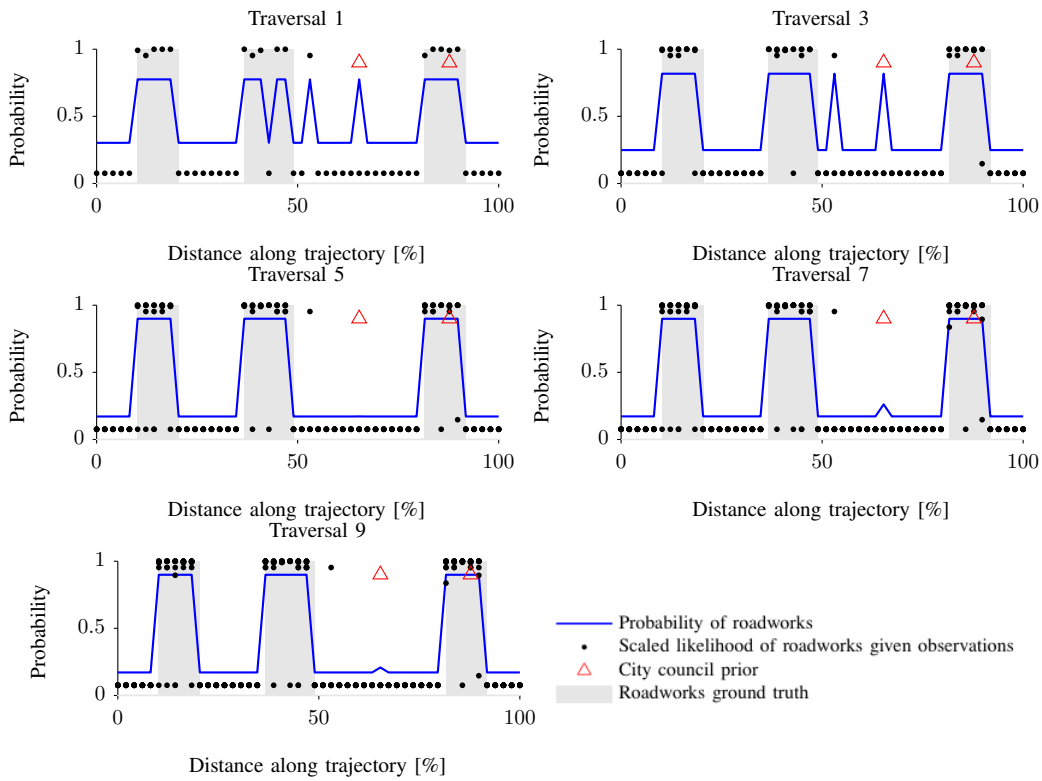 Traversal 1
Probability
1
0.5
0
0
50
100
Distance along trajectory [%]
Traversal 3
Probability
1
0.5
0
0
50
100
Distance along trajectory [%]
Traversal 5
Probability
1
0.5
0
0
50
100
Distance along trajectory [%]
Traversal 7
Probability
1
0.5
0
0
50
100
Distance along trajectory [%]
Traversal 9
Probability
1
0.5
0
0
50
100
Distance along trajectory [%]
Probability of roadworks
Scaled likelihood of roadworks given observations
City council prior
Roadworks ground truth